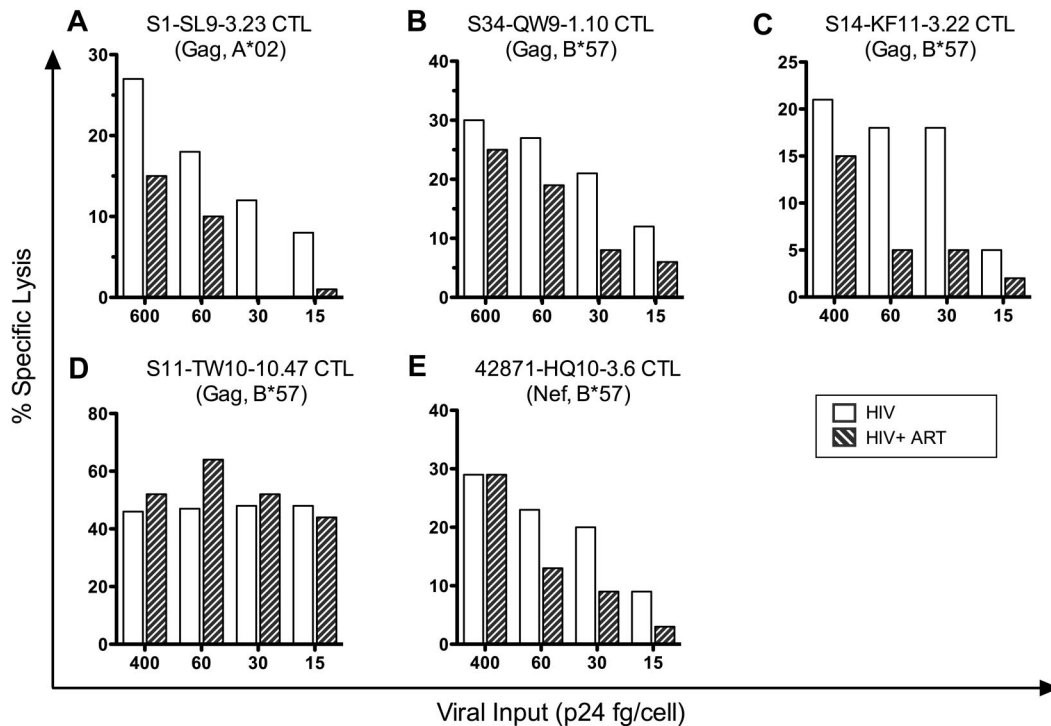 A
S1-SL9-3.23 CTL
(Gag, A*02)
30
20
10
0
600 60 30 15
B
S34-QW9-1.10 CTL
(Gag, B*57)
40
30
20
10
0
600 60 30 15
C
S14-KF11-3.22 CTL
(Gag, B*57)
25
20
15
10
5
0
400 60 30 15
% Specific Lysis
D
S11-TW10-10.47 CTL
(Gag, B*57)
80
60
40
20
0
400 60 30 15
E
42871-HQ10-3.6 CTL
(Nef, B*57)
40
30
20
10
0
400 60 30 15
HIV
HIV+ ART
Viral Input (p24 fg/cell)